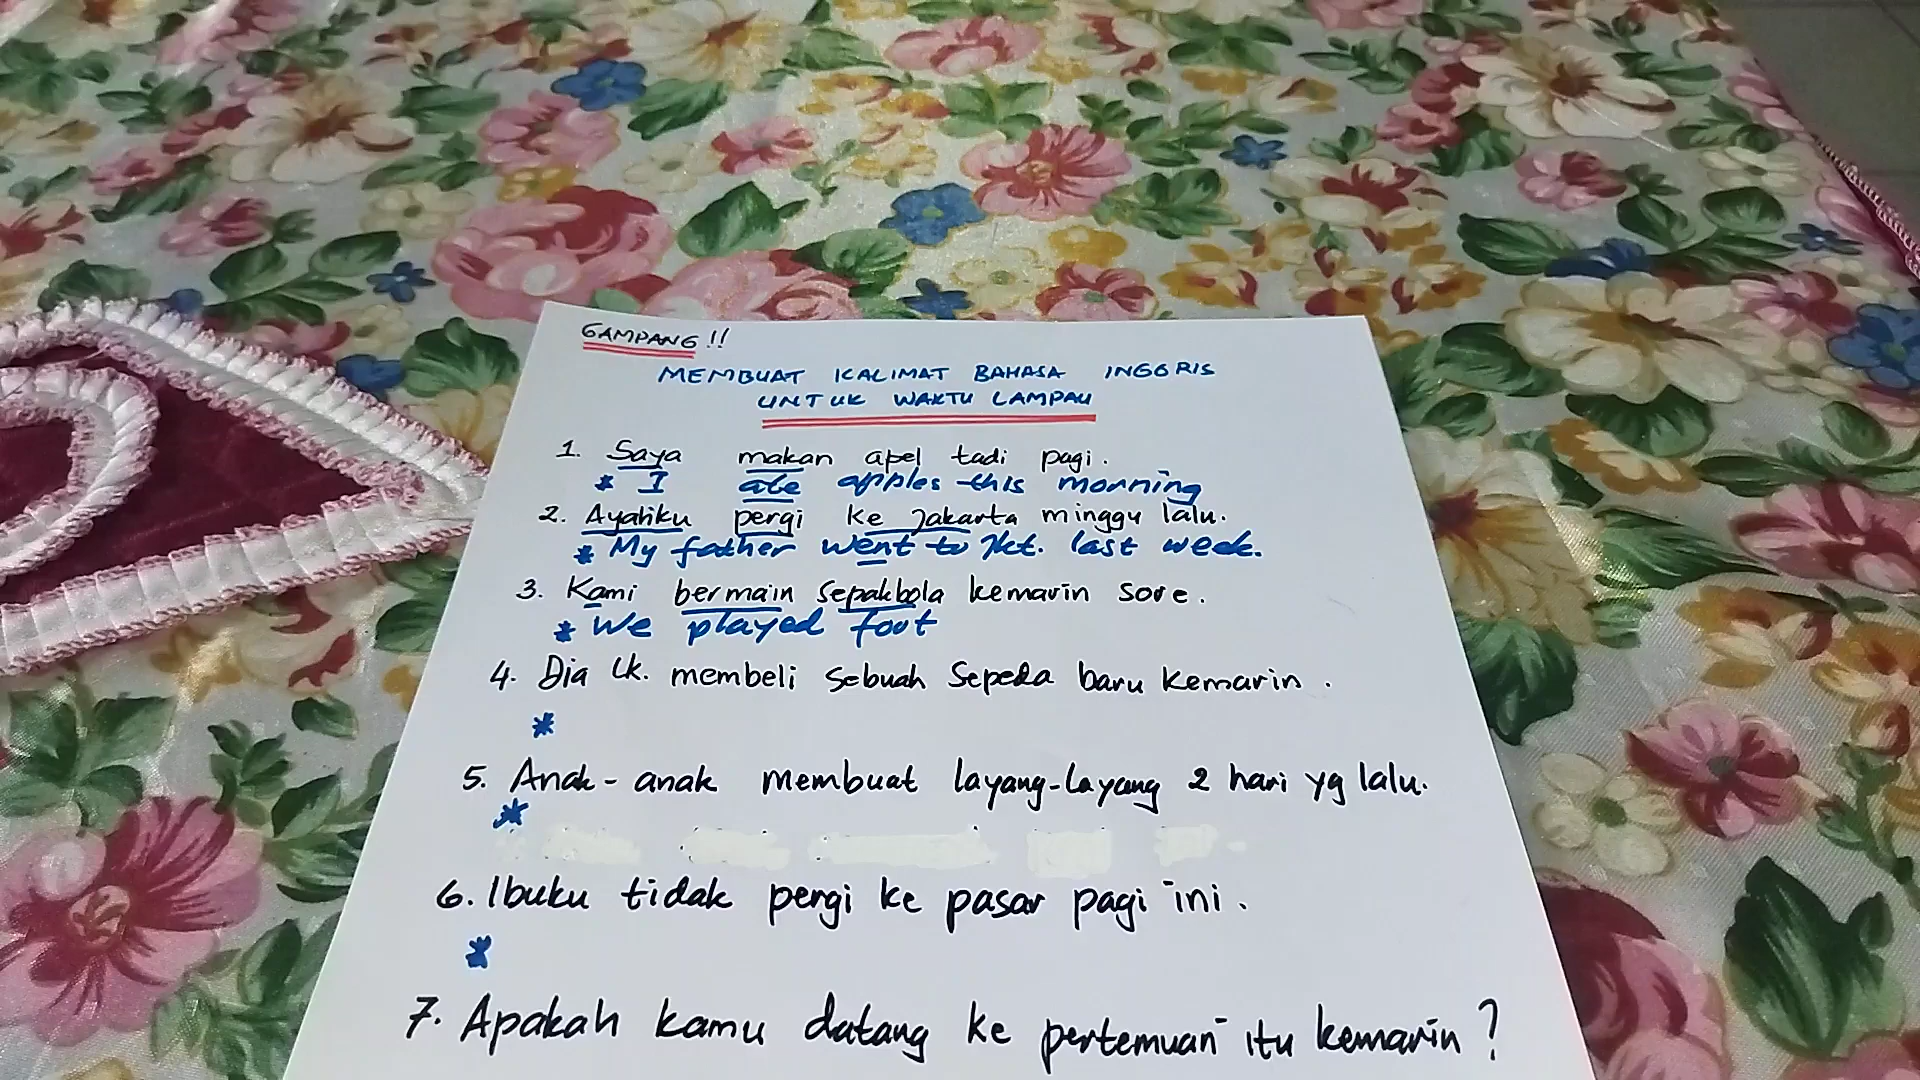 GAMPANG !!
MEMBUAT KALIMAT BAHASA INGGRIS
UNTUK WAKTU LAMPAU
1. Saya makan apel tadi pagi.
* I ate apples this morning
2. Ayahku pergi ke Jakarta minggu lalu.
* My father went to Jkt. last week.
3. Kami bermain sepakbola kemarin sore.
* We played foot
4. Dia Lk. membeli sebuah sepeda baru kemarin.
*
5. Anak-anak membuat layang-layang 2 hari yg lalu.
*
6. Ibuku tidak pergi ke pasar pagi ini.
*
7. Apakah kamu datang ke pertemuan itu kemarin?